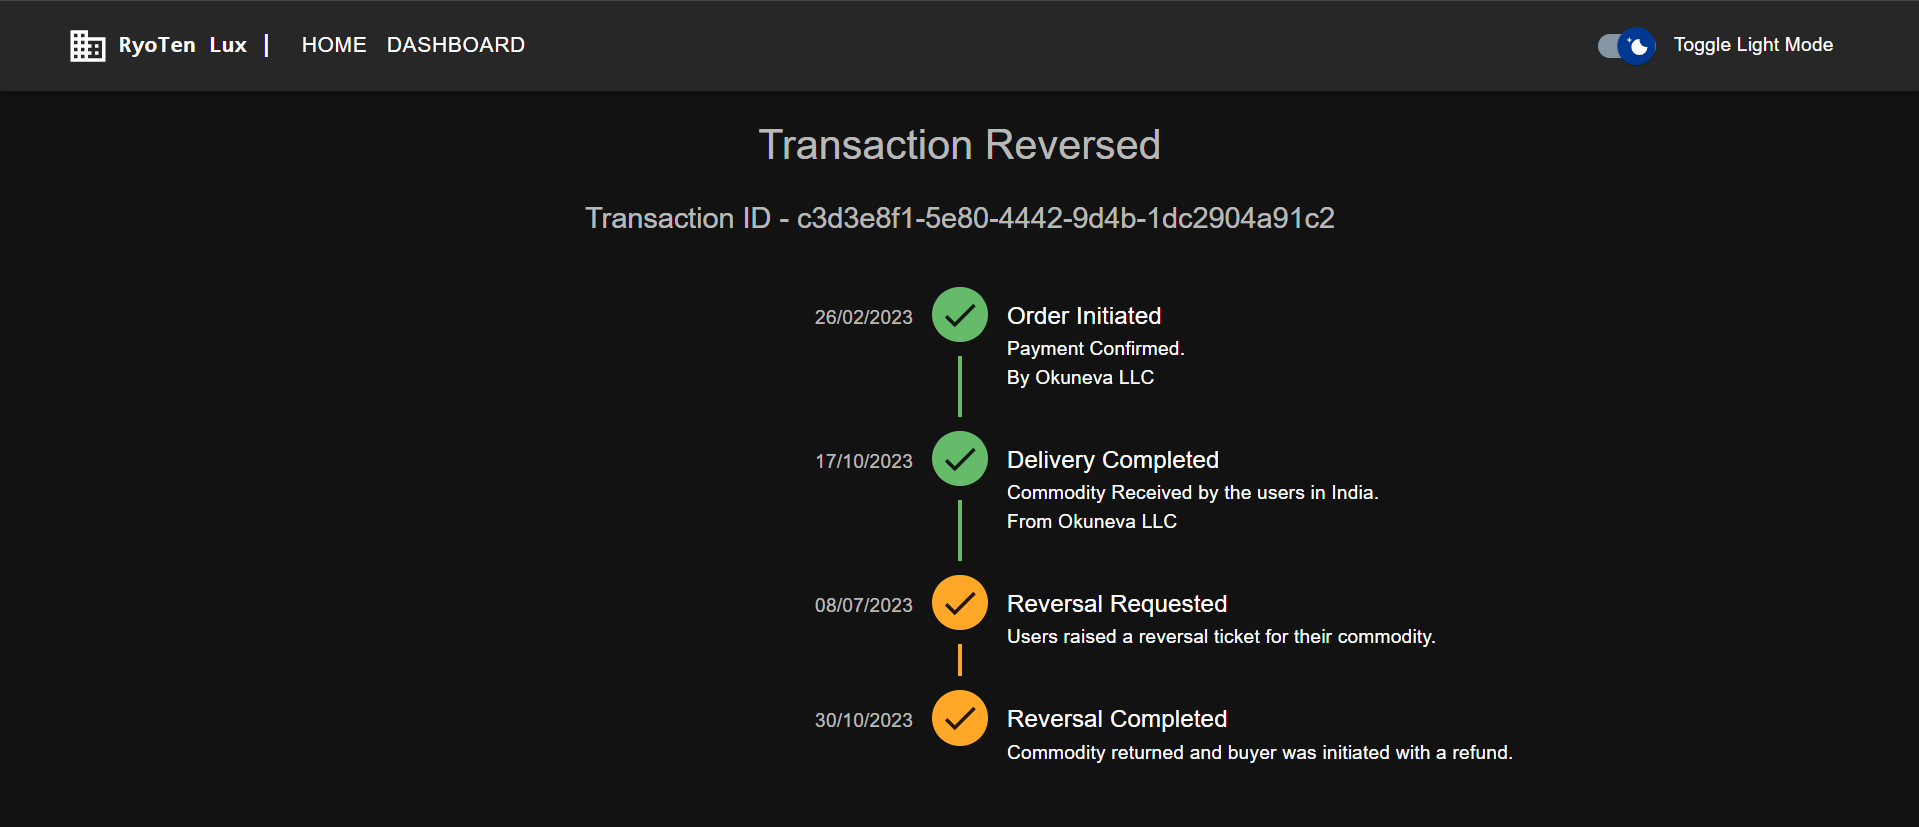 RyoTen Lux | HOME DASHBOARD Toggle Light Mode
Transaction Reversed
Transaction ID - c3d3e8f1-5e80-4442-9d4b-1dc2904a91c2
26/02/2023 Order Initiated
Payment Confirmed.
By Okuneva LLC
17/10/2023 Delivery Completed
Commodity Received by the users in India.
From Okuneva LLC
08/07/2023 Reversal Requested
Users raised a reversal ticket for their commodity.
30/10/2023 Reversal Completed
Commodity returned and buyer was initiated with a refund.